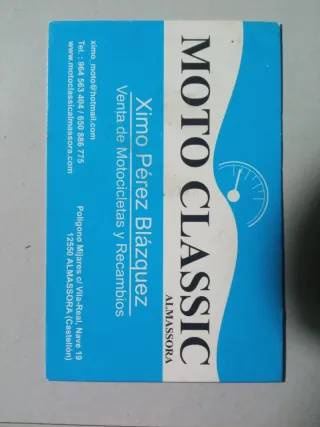 MOTO CLASSIC
ALMASSORA
Ximo Pérez Blázquez
Venta de Motocicletas y Recambios
ximo_moto@hotmail.com
Tel.: 964 563 404 / 650 886 775
www.motoclassicalmassora.com
Polígono Mijares c/ Vila-Real, Nave 19
12550 ALMASSORA (Castellón)